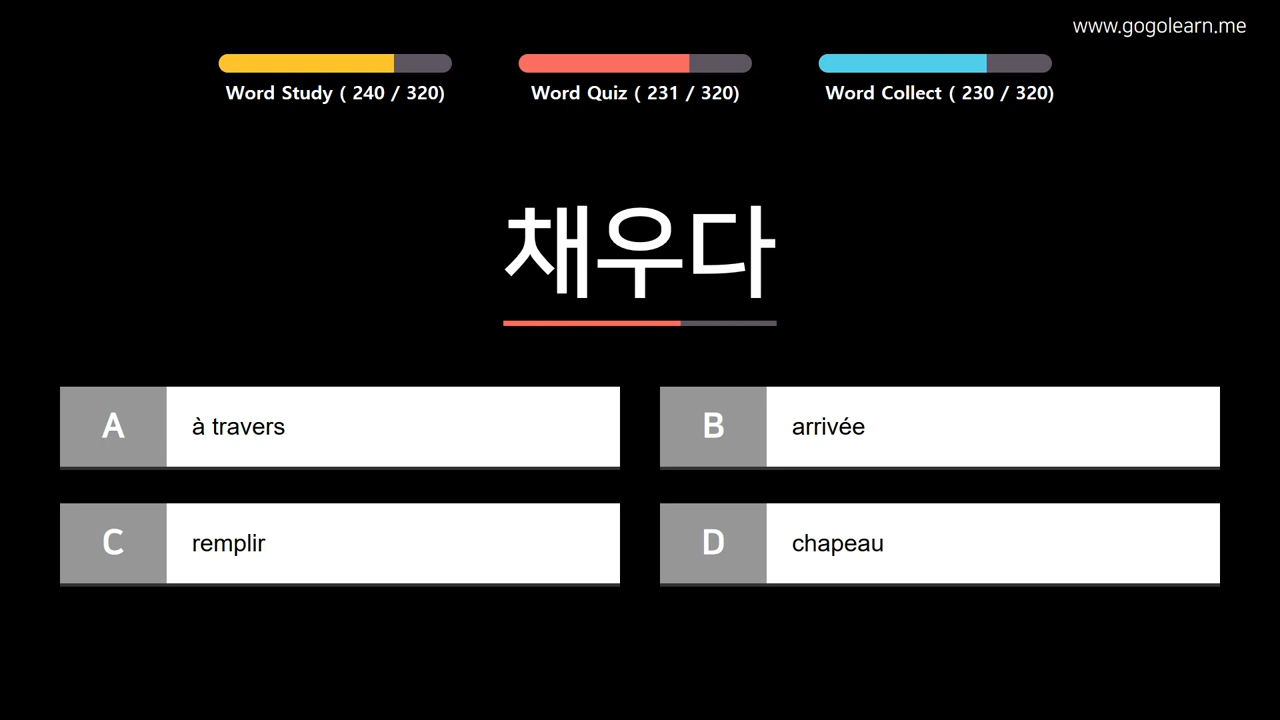 www.gogolearn.me
Word Study ( 240 / 320)
Word Quiz ( 231 / 320)
Word Collect ( 230 / 320)
채우다
A à travers
B arrivée
C remplir
D chapeau